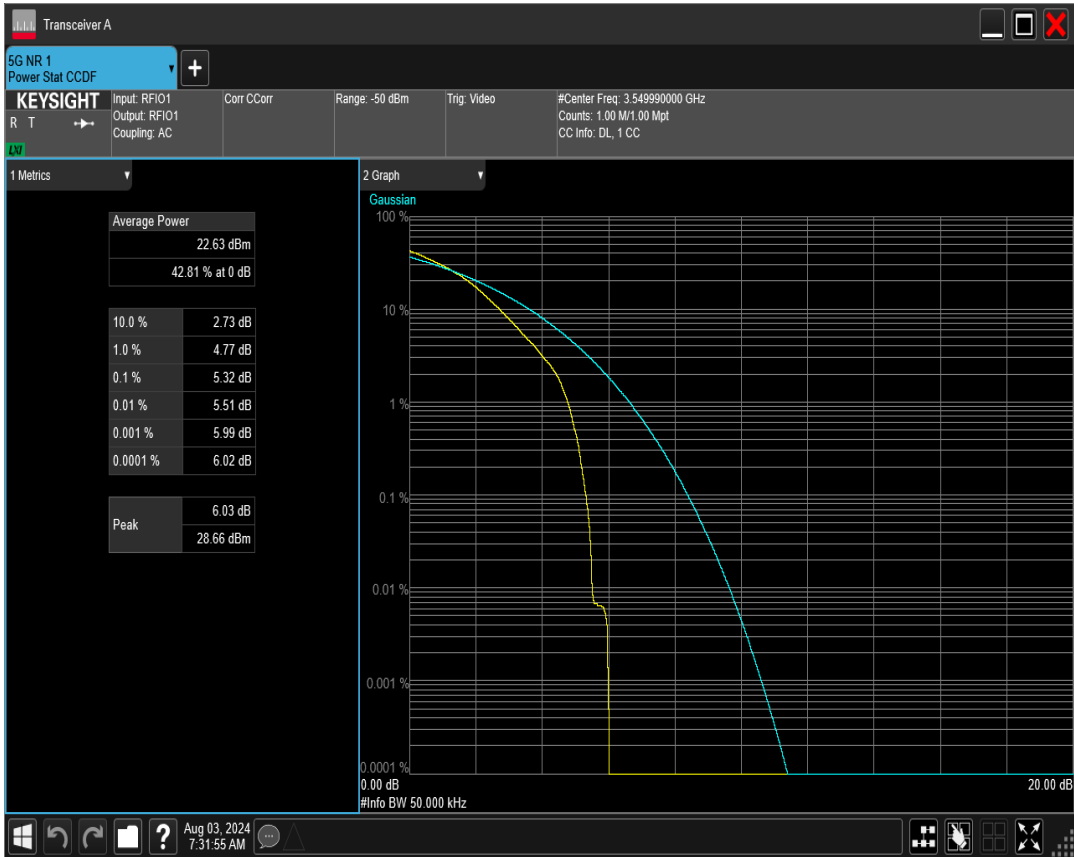 Transceiver A
5G NR 1
Power Stat CCDF
KEYSIGHT
R T
LXI
Input: RFIO1
Output: RFIO1
Coupling: AC
Corr CCorr
Range: -50 dBm
Trig: Video
#Center Freq: 3.549990000 GHz
Counts: 1.00 M/1.00 Mpt
CC Info: DL, 1 CC
1 Metrics
Average Power
22.63 dBm
42.81 % at 0 dB
10.0 % 2.73 dB
1.0 % 4.77 dB
0.1 % 5.32 dB
0.01 % 5.51 dB
0.001 % 5.99 dB
0.0001 % 6.02 dB
Peak
6.03 dB
28.66 dBm
2 Graph
Gaussian
100 %
10 %
1 %
0.1 %
0.01 %
0.001 %
0.0001 %
0.00 dB 20.00 dB
#Info BW 50.000 kHz
?
Aug 03, 2024
7:31:55 AM